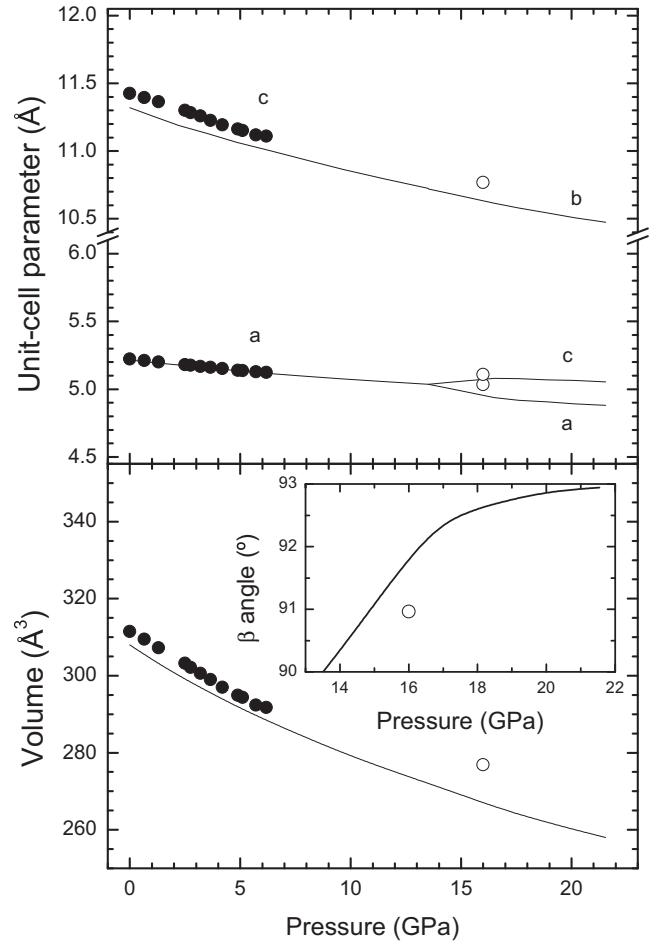 12.0
11.5
11.0
10.5
6.0
5.5
5.0
4.5
Unit-cell parameter (Å)
c
b
a
c
a
340
320
300
280
260
Volume (Å³)
93
92
91
90
β angle (º)
14 16 18 20 22
Pressure (GPa)
0 5 10 15 20
Pressure (GPa)